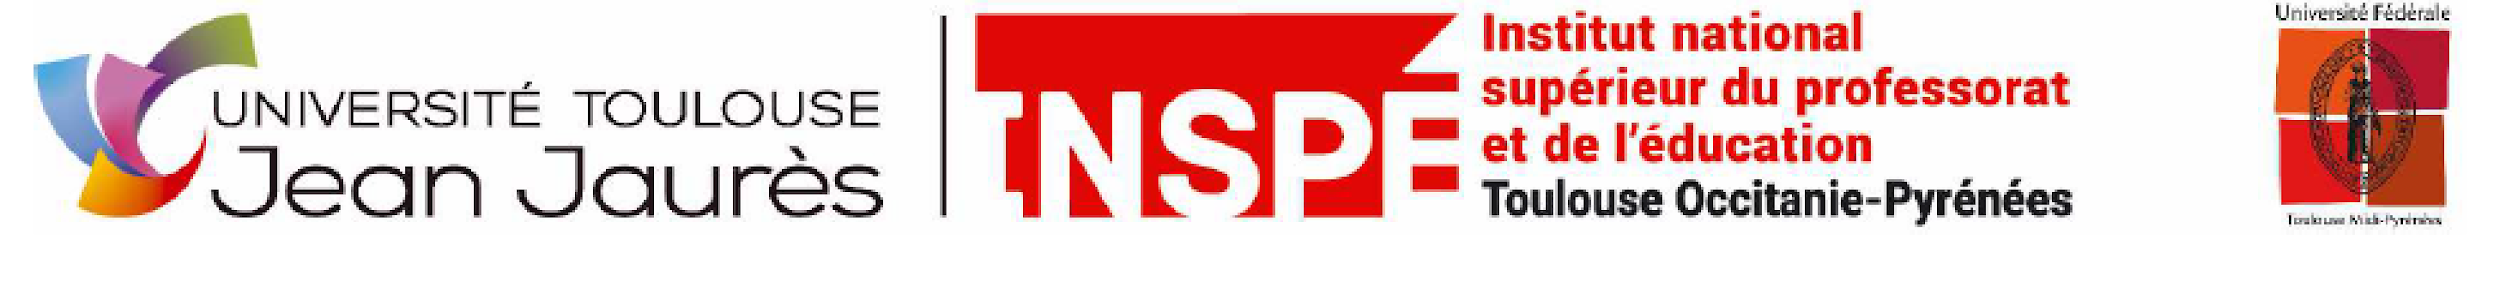 UNIVERSITÉ TOULOUSE
Jean Jaurès
INSPÉ
Institut national
supérieur du professorat
et de l'éducation
Toulouse Occitanie-Pyrénées
Université Fédérale
Toulouse Midi-Pyrénées